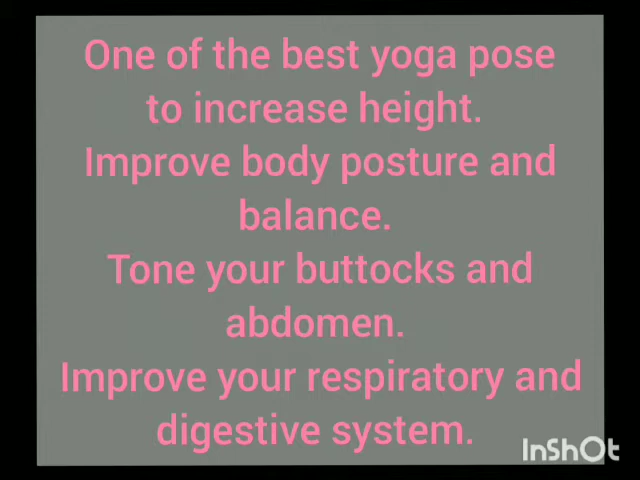 One of the best yoga pose
to increase height.
Improve body posture and
balance.
Tone your buttocks and
abdomen.
Improve your respiratory and
digestive system.
InShOt